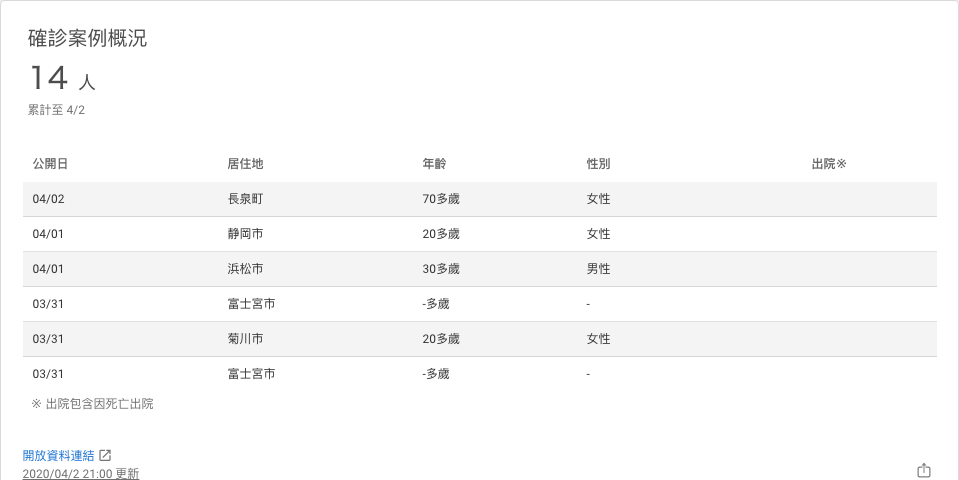 確診案例概況
14 人
累計至 4/2
公開日 居住地 年齡 性別 出院※
04/02 長泉町 70多歲 女性
04/01 静岡市 20多歲 女性
04/01 浜松市 30多歲 男性
03/31 富士宮市 -多歲 -
03/31 菊川市 20多歲 女性
03/31 富士宮市 -多歲 -
※ 出院包含因死亡出院
開放資料連結
2020/04/2 21:00 更新